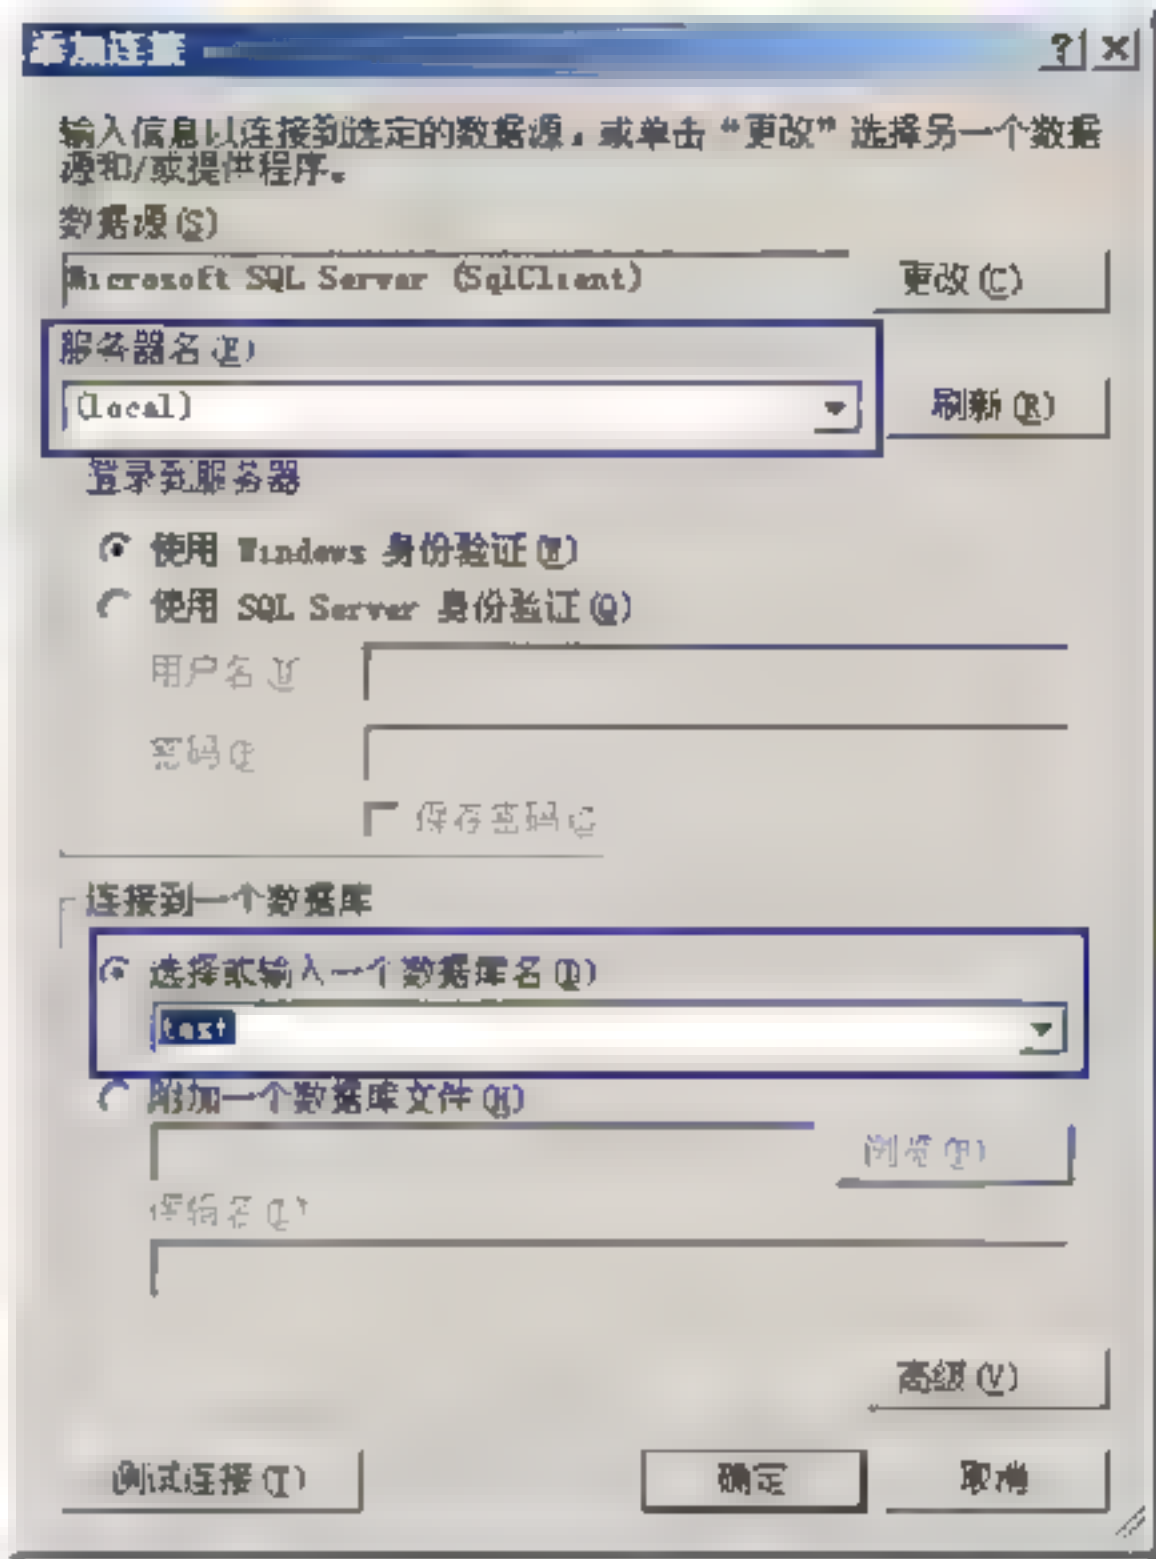 添加连接
输入信息以连接到选定的数据源，或单击“更改”选择另一个数据
源和/或提供程序。
数据源(S)
Microsoft SQL Server (SqlClient)
更改(C)
服务器名(E)
(local)
刷新(R)
登录到服务器
使用 Windows 身份验证(W)
使用 SQL Server 身份验证(Q)
用户名(U)
密码(P)
保存密码(S)
连接到一个数据库
选择或输入一个数据库名(D)
test
附加一个数据库文件(H)
浏览(B)
逻辑名(L)
高级(V)
测试连接(T)
确定
取消